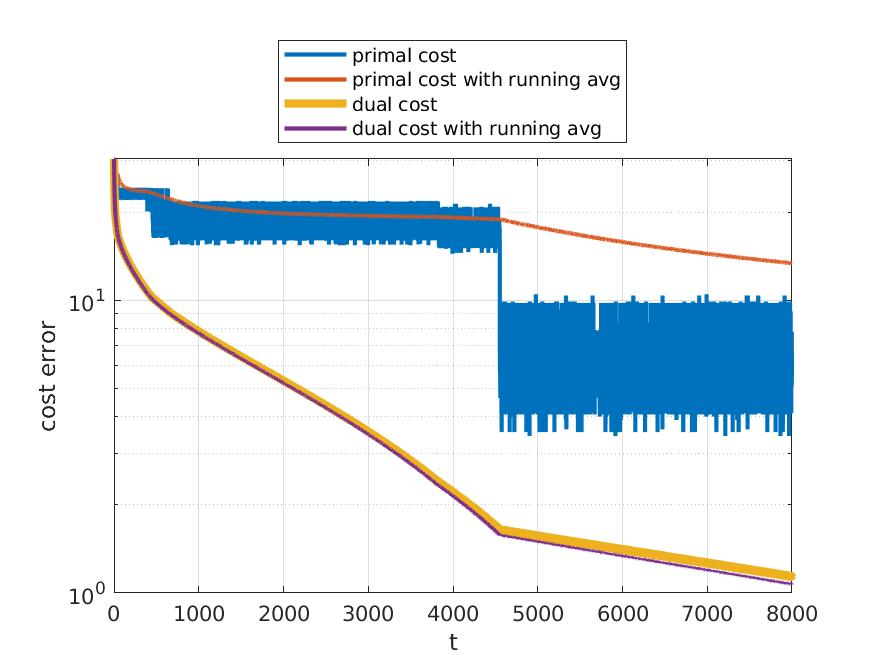 primal cost
primal cost with running avg
dual cost
dual cost with running avg
cost error
10^1
10^0
0 1000 2000 3000 4000 5000 6000 7000 8000
t